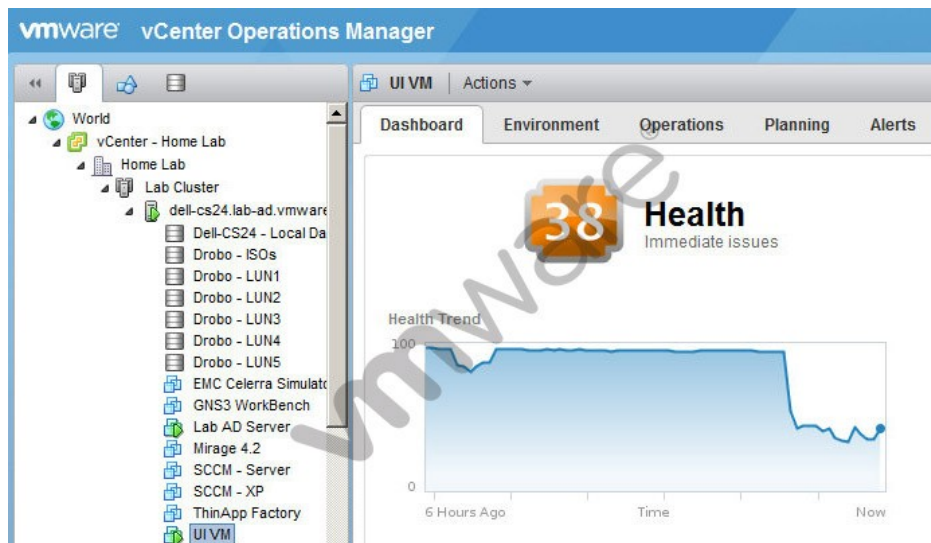 vmware vCenter Operations Manager
World
vCenter - Home Lab
Home Lab
Lab Cluster
dell-cs24.lab-ad.vmware
Dell-CS24 - Local Da
Drobo - ISOs
Drobo - LUN1
Drobo - LUN2
Drobo - LUN3
Drobo - LUN4
Drobo - LUN5
EMC Celerra Simulato
GNS3 WorkBench
Lab AD Server
Mirage 4.2
SCCM - Server
SCCM - XP
ThinApp Factory
UI VM
UI VM Actions
Dashboard Environment Operations Planning Alerts
38 Health
Immediate issues
Health Trend
100
0
6 Hours Ago Time Now
vmware®